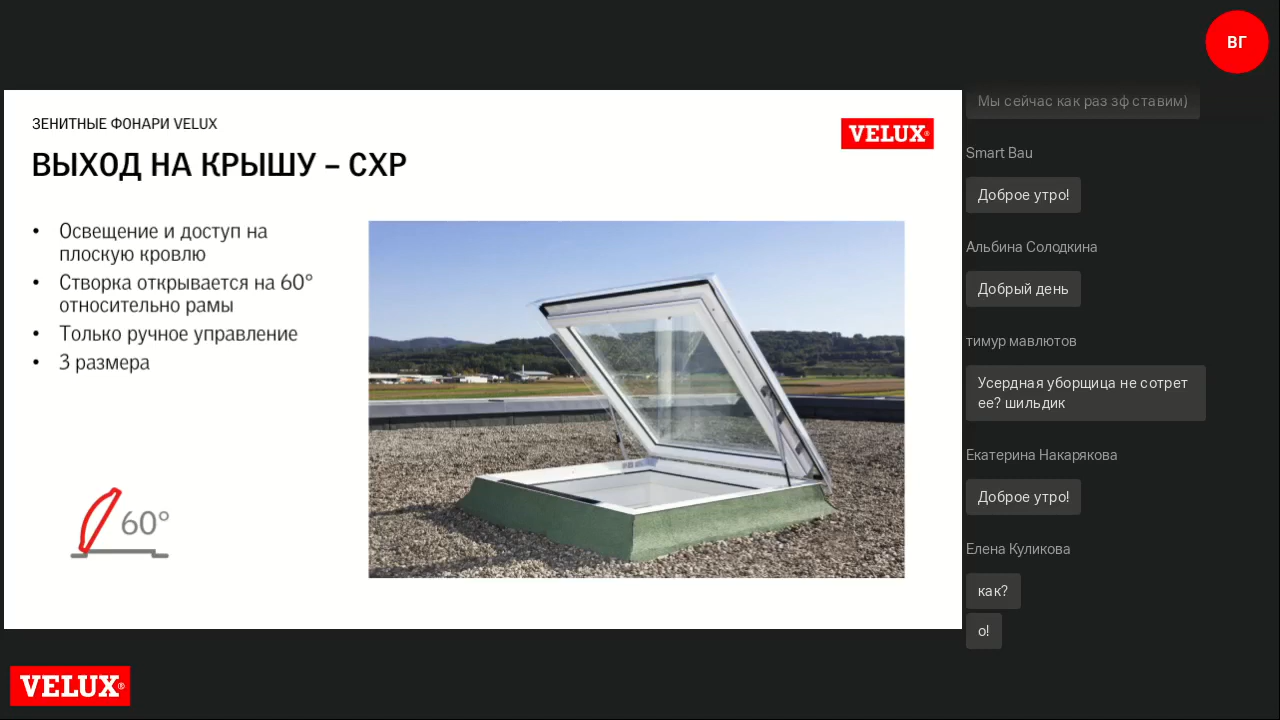 ВГ
ЗЕНИТНЫЕ ФОНАРИ VELUX
VELUX®
ВЫХОД НА КРЫШУ – CXP
• Освещение и доступ на
плоскую кровлю
• Створка открывается на 60°
относительно рамы
• Только ручное управление
• 3 размера
60°
Мы сейчас как раз зф ставим)
Smart Bau
Доброе утро!
Альбина Солодкина
Добрый день
тимур мавлютов
Усердная уборщица не сотрет
ее? шильдик
Екатерина Накарякова
Доброе утро!
Елена Куликова
как?
о!
VELUX®